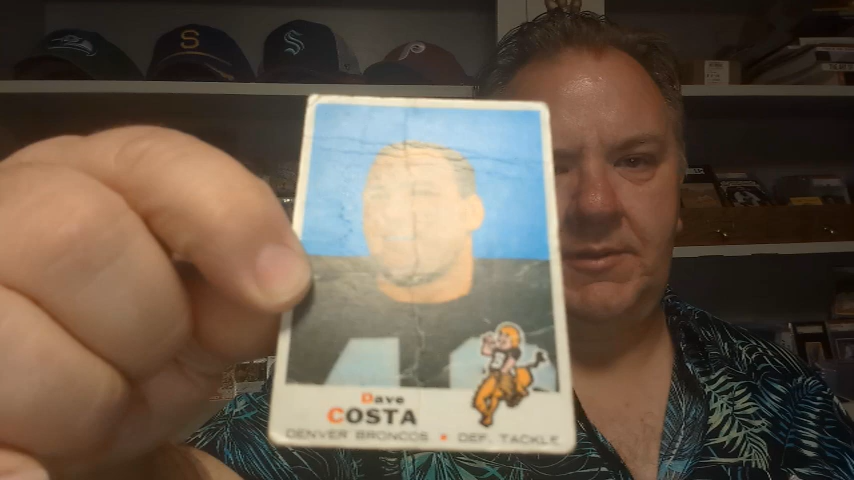 S
S
P
Dave
COSTA
DENVER BRONCOS • DEF. TACKLE